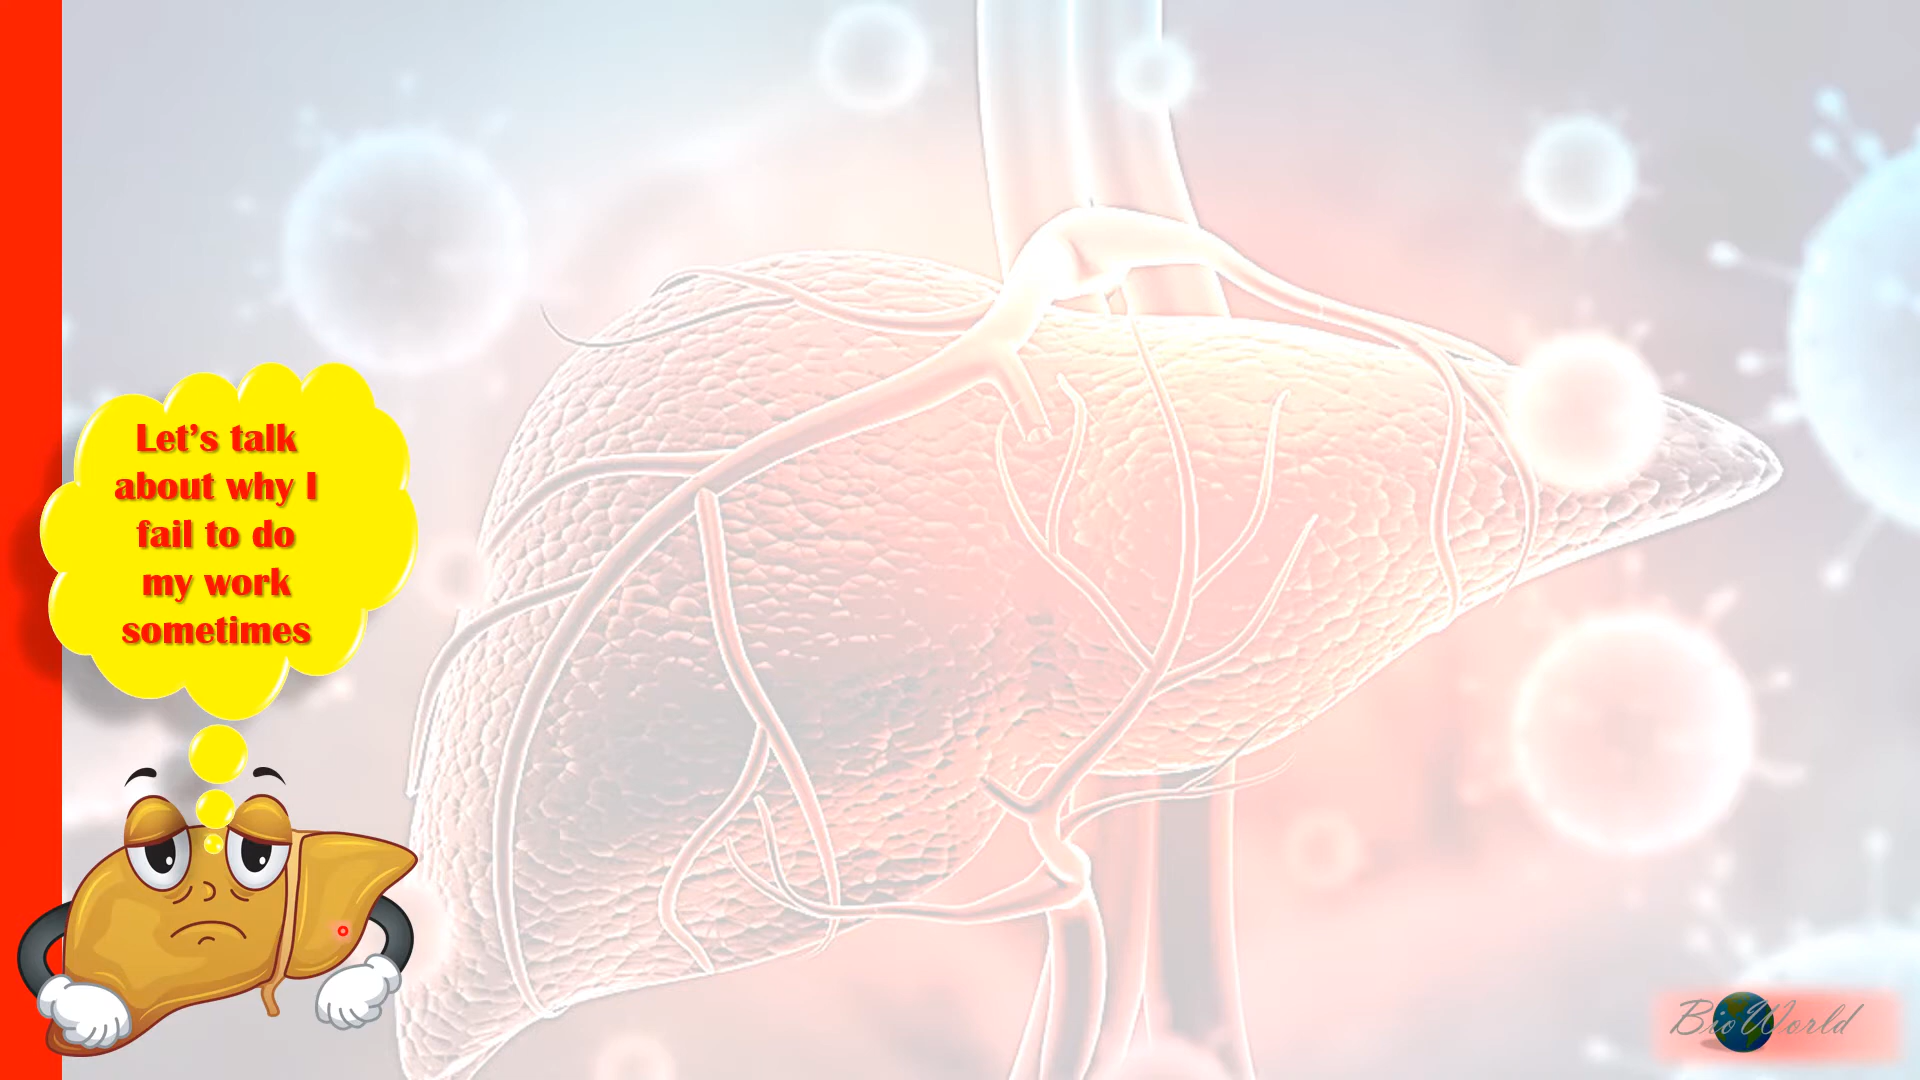 Let's talk
about why I
fail to do
my work
sometimes
BioWorld